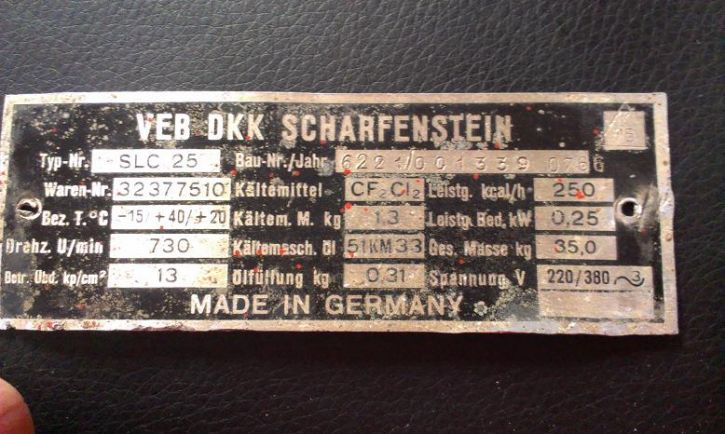 VEB DKK SCHARFENSTEIN
Typ-Nr. SLC 25 Bau-Nr./Jahr 6221/001339 0766
Waren-Nr. 32377510 Kältemittel CF₂Cl₂ Leistg. kcal/h 250
Bez. T. °C -15/+40/+20 Kältem. M. kg 1,3 Leistg. Bed. kW 0,25
Drehz. U/min 730 Kältemasch. öl 51KM33 Ges. Masse kg 35,0
Betr. Übd. kp/cm² 13 Ölfüllung kg 0,31 Spannung V 220/380 ~ 3
MADE IN GERMANY